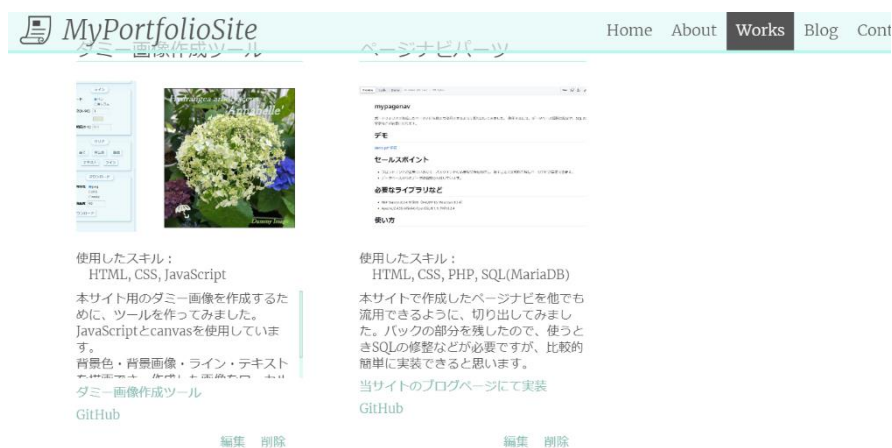 MyPortfolioSite
Home About Works Blog Cont
ダミー画像作成ツール
ページナビパーツ
Hydrangea arborescens
'Annabelle'
Dummy Image
mypagenav
デモ
セールスポイント
必要なライブラリなど
使い方
使用したスキル：
HTML, CSS, JavaScript
本サイト用のダミー画像を作成するた
めに、ツールを作ってみました。
JavaScriptとcanvasを使用していま
す。
背景色・背景画像・ライン・テキスト
ダミー画像作成ツール
GitHub
編集 削除
使用したスキル：
HTML, CSS, PHP, SQL(MariaDB)
本サイトで作成したページナビを他でも
流用できるように、切り出してみまし
た。バックの部分を残したので、使うと
きSQLの修整などが必要ですが、比較的
簡単に実装できると思います。
当サイトのブログページにて実装
GitHub
編集 削除